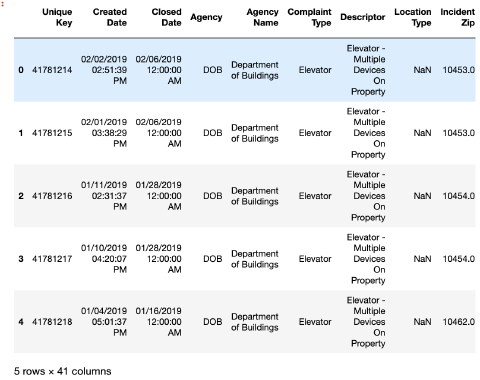 Unique Key Created Date Closed Date Agency Agency Name Complaint Type Descriptor Location Type Incident Zip
0 41781214 02/02/2019 02:51:39 PM 02/06/2019 12:00:00 AM DOB Department of Buildings Elevator Elevator - Multiple Devices On Property NaN 10453.0
1 41781215 02/01/2019 03:38:29 PM 02/06/2019 12:00:00 AM DOB Department of Buildings Elevator Elevator - Multiple Devices On Property NaN 10453.0
2 41781216 01/11/2019 02:31:37 PM 01/28/2019 12:00:00 AM DOB Department of Buildings Elevator Elevator - Multiple Devices On Property NaN 10454.0
3 41781217 01/10/2019 04:20:07 PM 01/28/2019 12:00:00 AM DOB Department of Buildings Elevator Elevator - Multiple Devices On Property NaN 10454.0
4 41781218 01/04/2019 05:01:37 PM 01/16/2019 12:00:00 AM DOB Department of Buildings Elevator Elevator - Multiple Devices On Property NaN 10462.0
5 rows × 41 columns